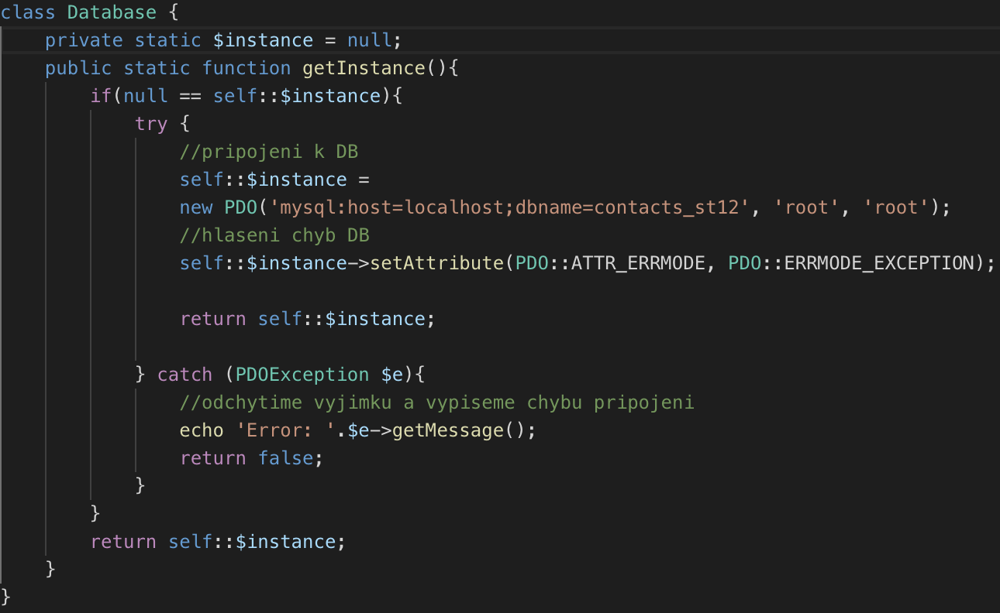 class Database {
    private static $instance = null;
    public static function getInstance(){
        if(null == self::$instance){
            try {
                //pripojeni k DB
                self::$instance =
                new PDO('mysql:host=localhost;dbname=contacts_st12', 'root', 'root');
                //hlaseni chyb DB
                self::$instance->setAttribute(PDO::ATTR_ERRMODE, PDO::ERRMODE_EXCEPTION);

                return self::$instance;

            } catch (PDOException $e){
                //odchytime vyjimku a vypiseme chybu pripojeni
                echo 'Error: '.$e->getMessage();
                return false;
            }
        }
        return self::$instance;
    }
}